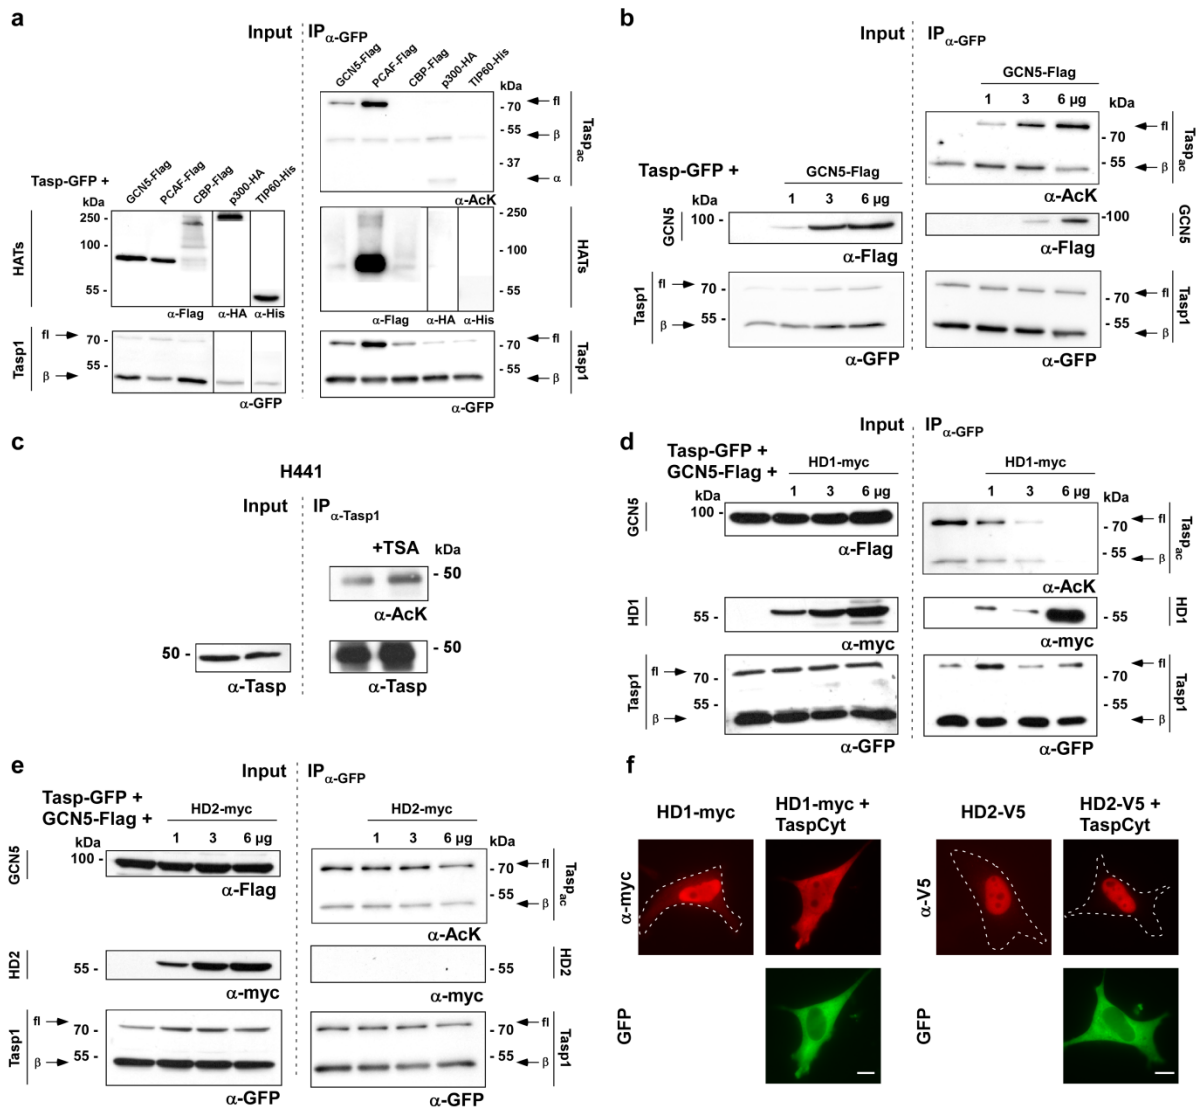 a
Input
IPα-GFP
GCN5-Flag
PCAF-Flag
CBP-Flag
p300-HA
TIP60-His
kDa
- 70
fl
- 55
β
- 37
α
Taspac
α-AcK
Tasp-GFP +
GCN5-Flag
PCAF-Flag
CBP-Flag
p300-HA
TIP60-His
kDa
250 -
100 -
55 -
HATs
α-Flag
α-HA
α-His
- 250
- 100
- 55
HATs
α-Flag
α-HA
α-His
Tasp1
fl
70 -
55 -
β
α-GFP
- 70
fl
- 55
β
Tasp1
α-GFP
b
Input
IPα-GFP
GCN5-Flag
1 3 6 µg
kDa
fl
- 70
- 55
β
Taspac
α-AcK
Tasp-GFP +
GCN5-Flag
1 3 6 µg
GCN5
100 -
α-Flag
-100
GCN5
α-Flag
Tasp1
fl
70 -
55 -
β
α-GFP
fl
- 70
- 55
β
Tasp1
α-GFP
c
H441
Input
IPα-Tasp1
+TSA
kDa
- 50
α-AcK
50 -
α-Tasp
- 50
α-Tasp
d
Input
IPα-GFP
Tasp-GFP +
GCN5-Flag +
HD1-myc
1 3 6 µg
kDa
100 -
GCN5
α-Flag
HD1-myc
1 3 6 µg
kDa
fl
- 70
- 55
β
Taspac
α-AcK
HD1
55 -
α-myc
- 55
HD1
α-myc
Tasp1
fl
70 -
55 -
β
α-GFP
fl
- 70
- 55
β
Tasp1
α-GFP
e
Input
IPα-GFP
Tasp-GFP +
GCN5-Flag +
HD2-myc
1 3 6 µg
kDa
100 -
GCN5
α-Flag
HD2-myc
1 3 6 µg
kDa
- 70
fl
- 55
β
Taspac
α-AcK
HD2
55 -
α-myc
- 55
HD2
α-myc
Tasp1
fl
70 -
55 -
β
α-GFP
- 70
fl
- 55
β
Tasp1
α-GFP
f
HD1-myc
HD1-myc +
TaspCyt
HD2-V5
HD2-V5 +
TaspCyt
α-myc
α-V5
GFP
GFP